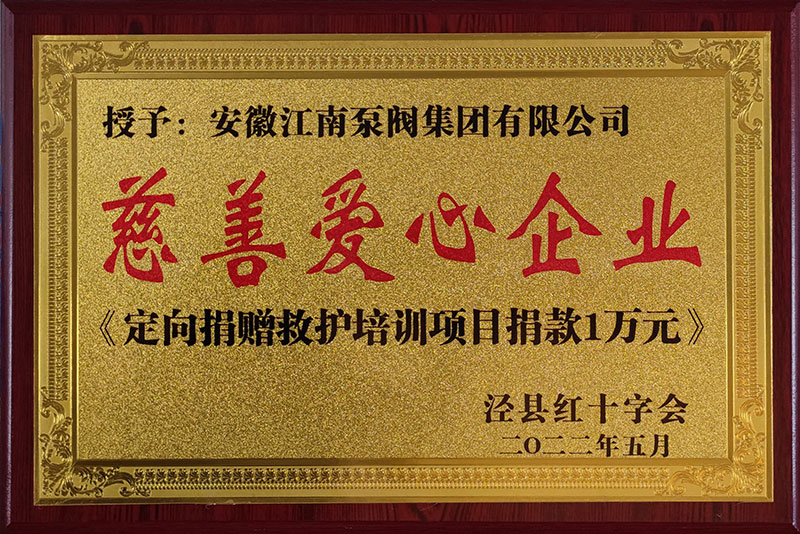 授予：安徽江南泵阀集团有限公司
慈善爱心企业
《定向捐赠救护培训项目捐款1万元》
泾县红十字会
二〇二二年五月